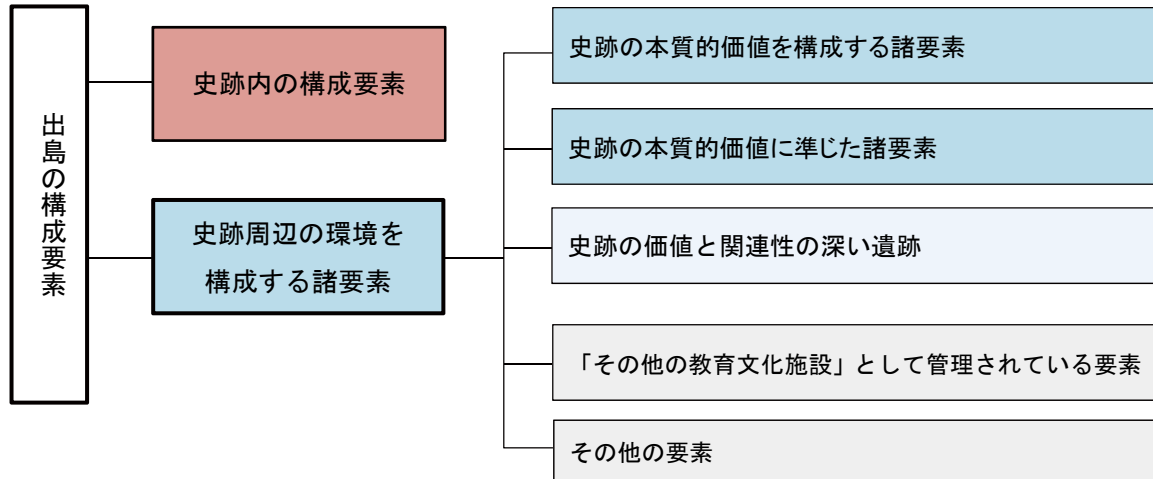 出島の構成要素
史跡内の構成要素
史跡周辺の環境を
構成する諸要素
史跡の本質的価値を構成する諸要素
史跡の本質的価値に準じた諸要素
史跡の価値と関連性の深い遺跡
「その他の教育文化施設」として管理されている要素
その他の要素